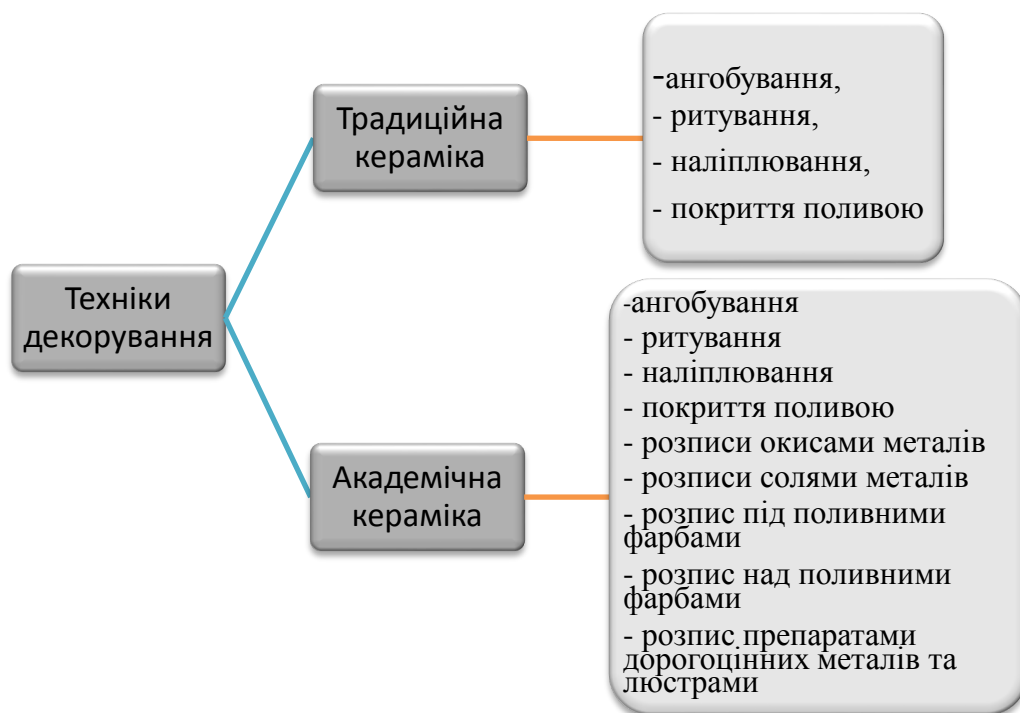 Техніки
декорування
Традиційна
кераміка
-ангобування,
- ритування,
- наліплювання,
- покриття поливою
Академічна
кераміка
-ангобування
- ритування
- наліплювання
- покриття поливою
- розписи окисами металів
- розписи солями металів
- розпис під поливними
фарбами
- розпис над поливними
фарбами
- розпис препаратами
дорогоцінних металів та
люстрами